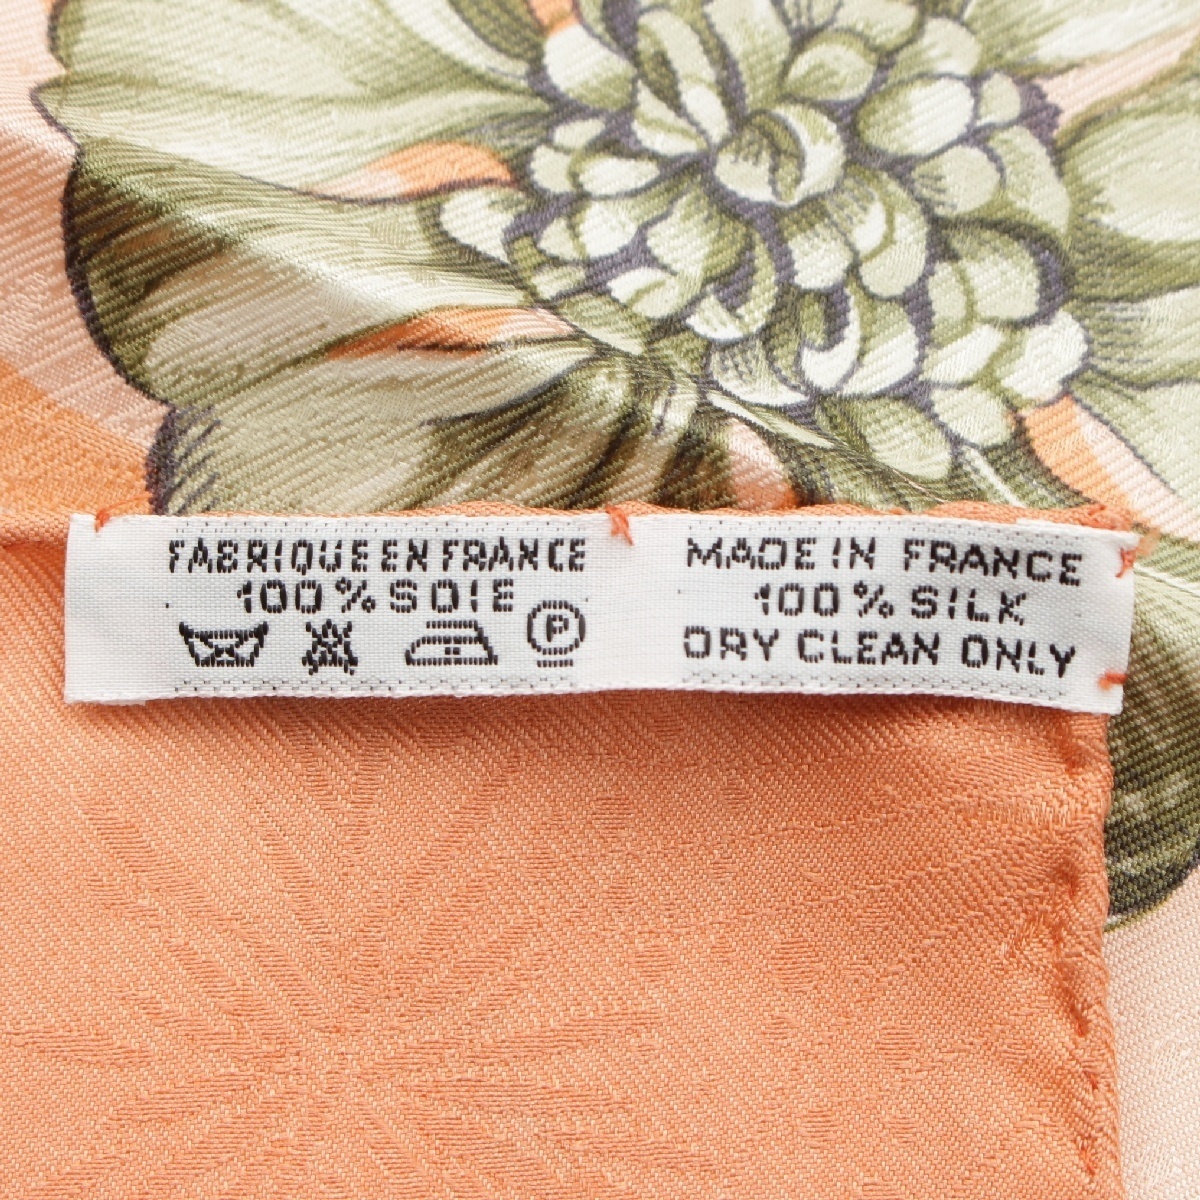 FABRIQUE EN FRANCE
100% SOIE
P
MADE IN FRANCE
100% SILK
DRY CLEAN ONLY